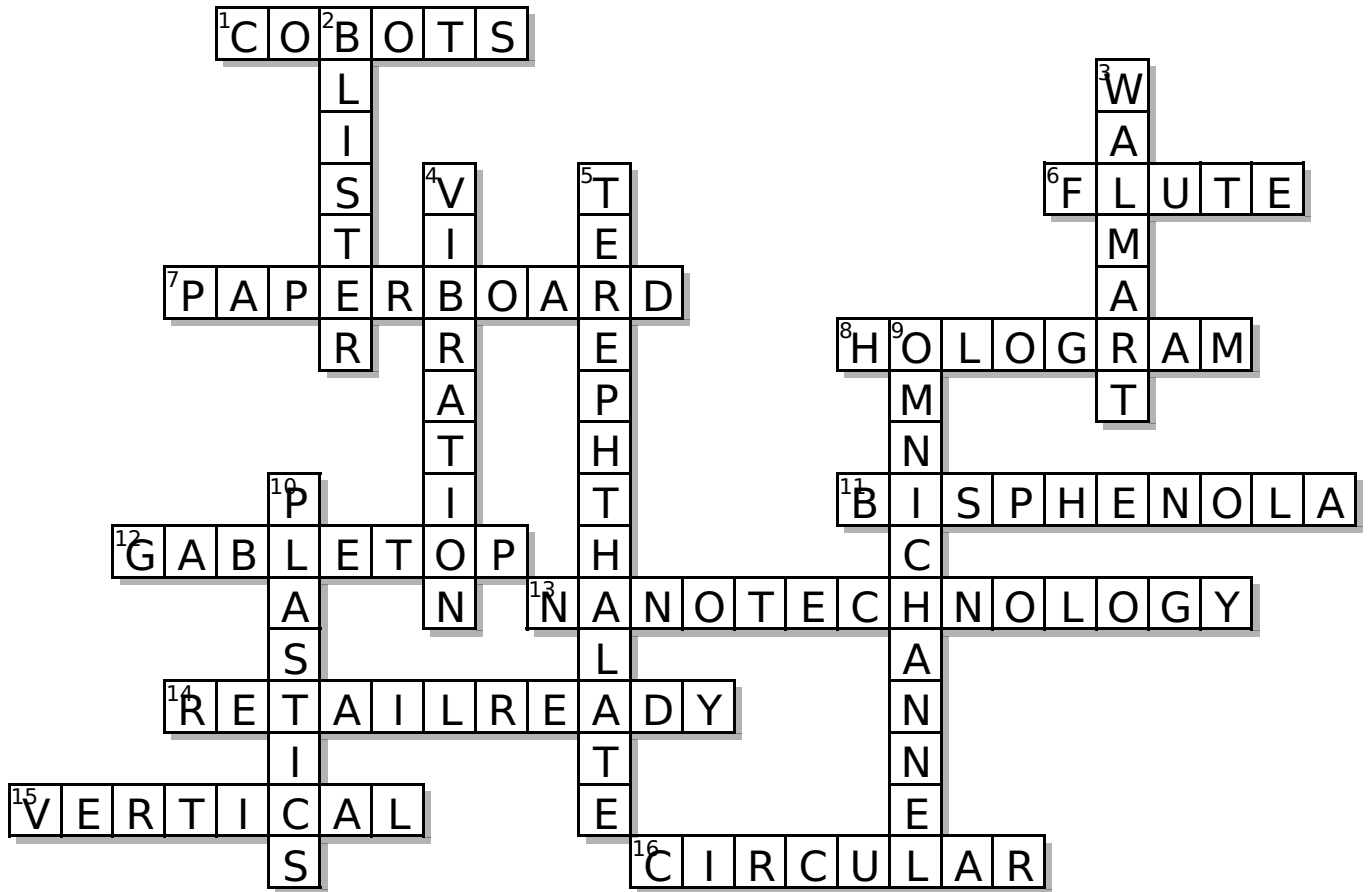 1 COBOTS
2 BLISTER
3 WALMART
4 VIBRATION
5 TEREPHTHALATE
6 FLUTE
7 PAPERBOARD
8 HOLOGRAM
9 OMNICHANNEL
10 PLASTICS
11 BISPHENOLA
12 GABLETOP
13 NANOTECHNOLOGY
14 RETAILREADY
15 VERTICAL
16 CIRCULAR